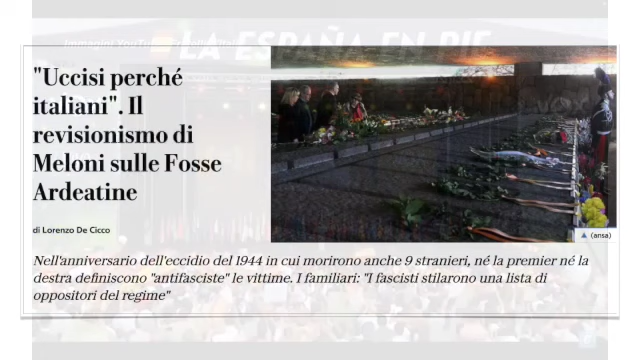 LA ESPAÑA EN PIE
"Uccisi perché
italiani". Il
revisionismo di
Meloni sulle Fosse
Ardeatine
di Lorenzo De Cicco
(ansa)
Nell'anniversario dell'eccidio del 1944 in cui morirono anche 9 stranieri, né la premier né la
destra definiscono "antifasciste" le vittime. I familiari: "I fascisti stilarono una lista di
oppositori del regime"